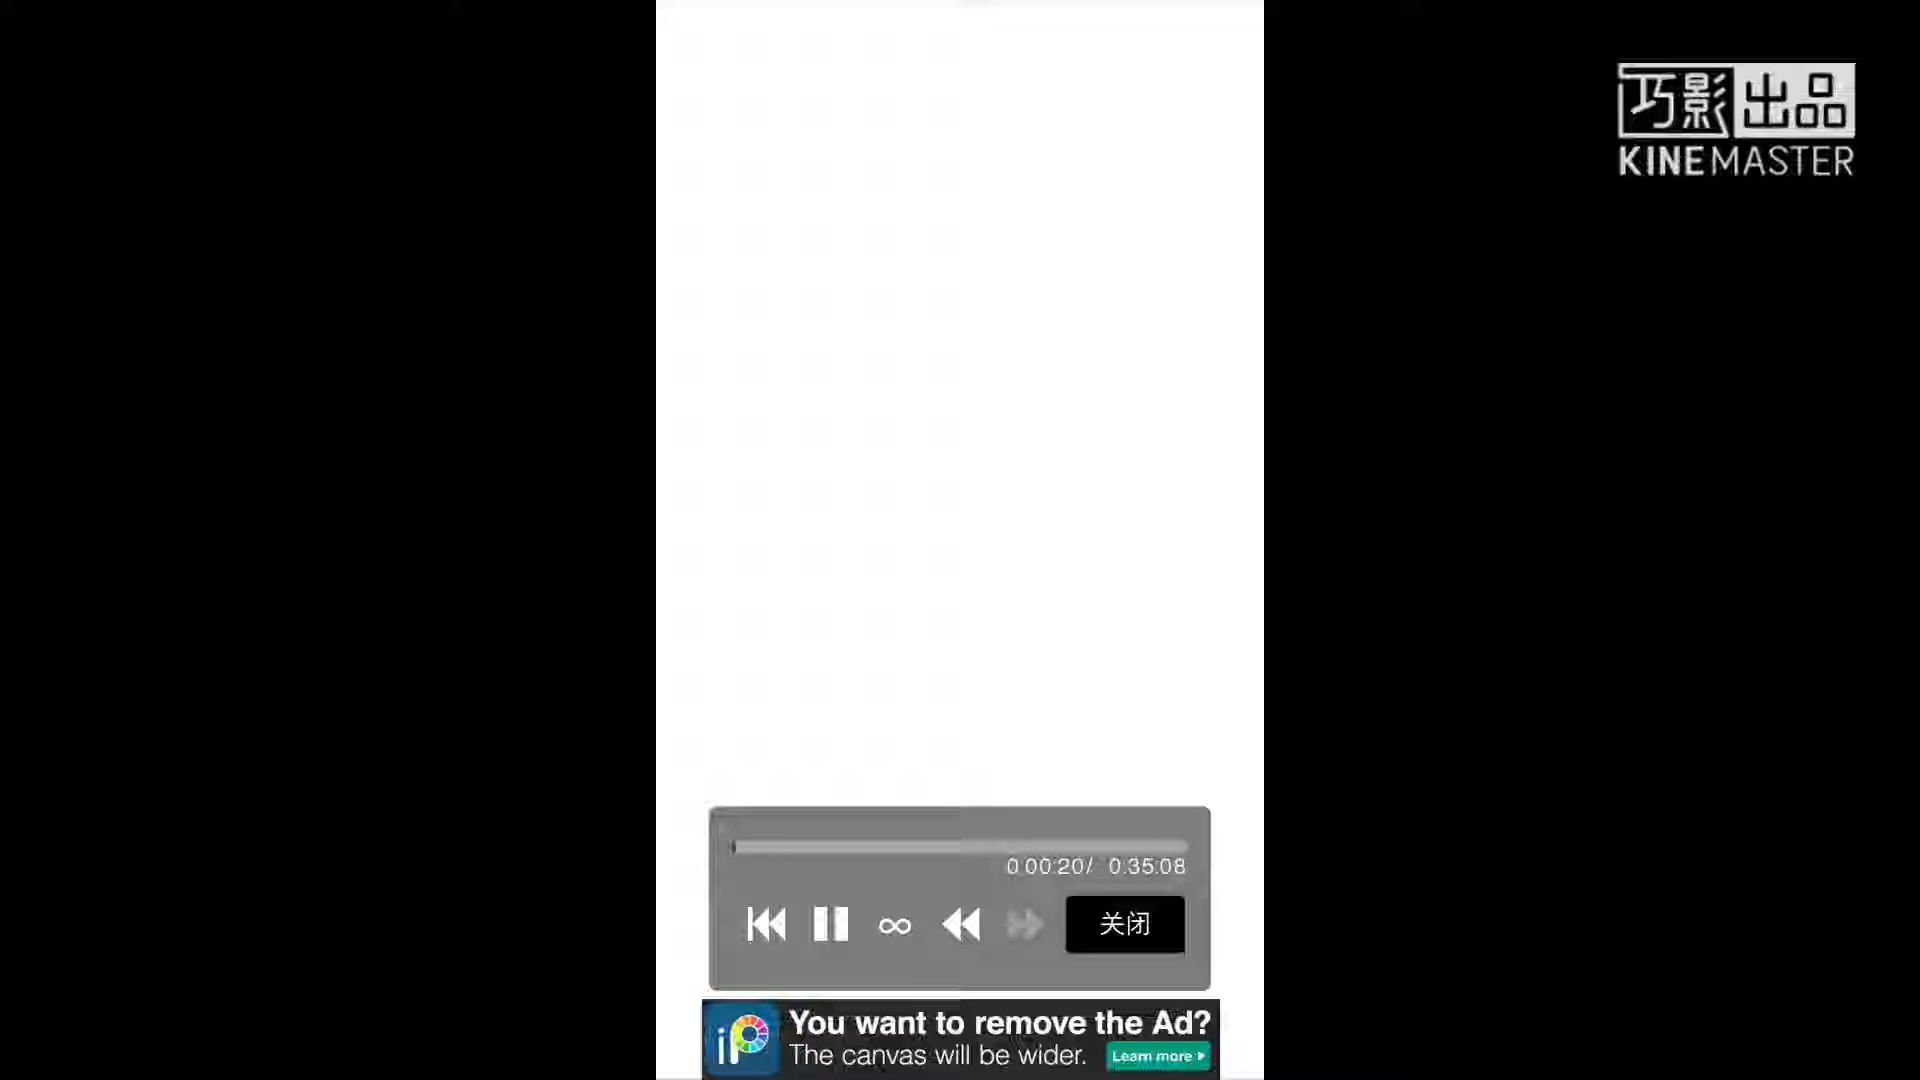 巧影出品
KINEMASTER
0:00:20/ 0:35:08
关闭
iP
You want to remove the Ad?
The canvas will be wider.
Learn more